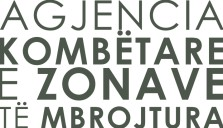 AGJENCIA
KOMBËTARE
E ZONAVE
TË MBROJTURA